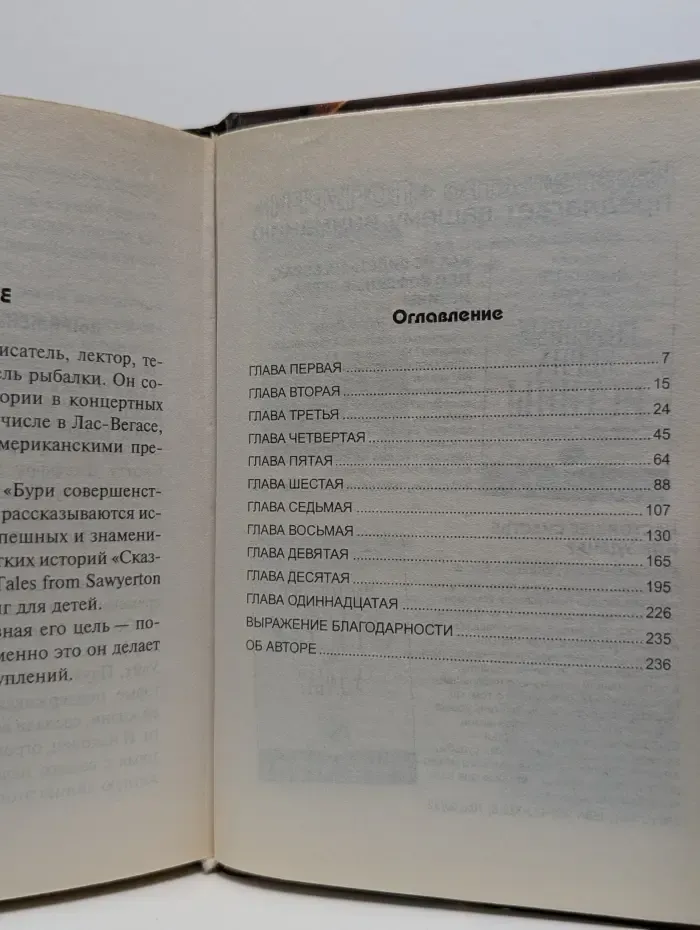 Е
исатель, лектор, те-
ель рыбалки. Он со-
ории в концертных
числе в Лас-Вегасе,
мериканскими пре-
«Бури совершенст-
рассказываются ис-
пешных и знамени-
тких историй «Сказ-
Tales from Sawyerton
иг для детей.
вная его цель — по-
менно это он делает
уплений.
Оглавление
ГЛАВА ПЕРВАЯ 7
ГЛАВА ВТОРАЯ 15
ГЛАВА ТРЕТЬЯ 24
ГЛАВА ЧЕТВЕРТАЯ 45
ГЛАВА ПЯТАЯ 64
ГЛАВА ШЕСТАЯ 88
ГЛАВА СЕДЬМАЯ 107
ГЛАВА ВОСЬМАЯ 130
ГЛАВА ДЕВЯТАЯ 165
ГЛАВА ДЕСЯТАЯ 195
ГЛАВА ОДИННАДЦАТАЯ 226
ВЫРАЖЕНИЕ БЛАГОДАРНОСТИ 235
ОБ АВТОРЕ 236